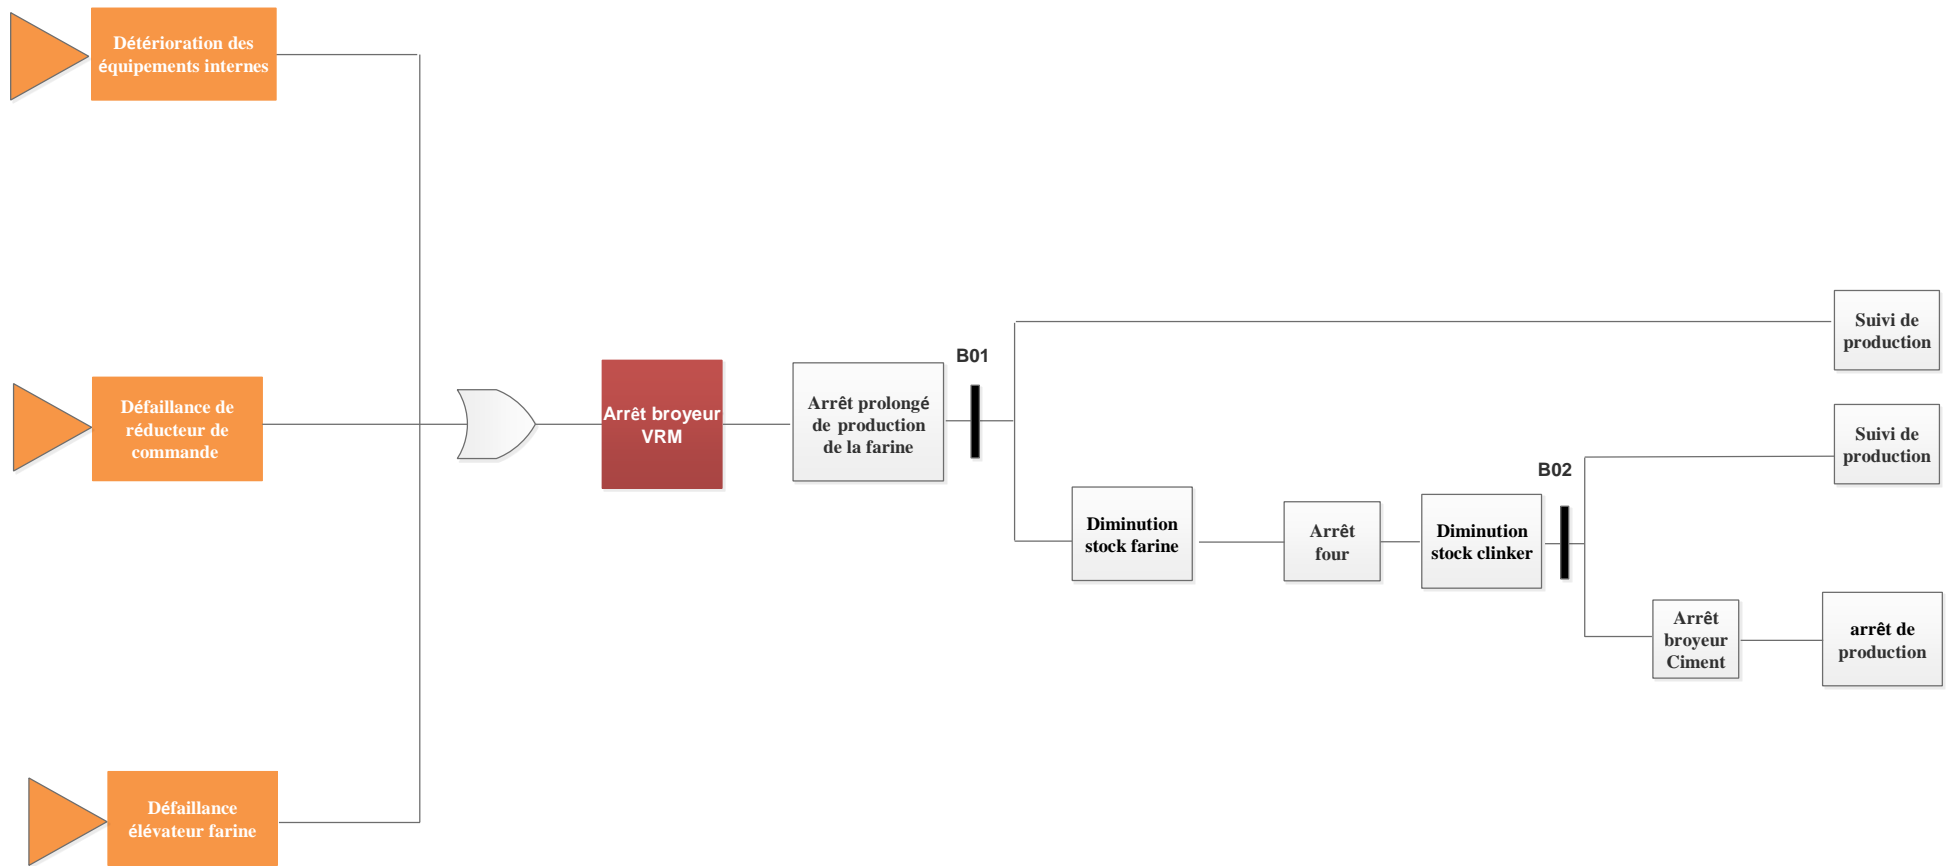 Détérioration des
équipements internes
Défaillance de
réducteur de
commande
Défaillance
élévateur farine
Arrêt broyeur
VRM
Arrêt prolongé
de production
de la farine
B01
Suivi de
production
Diminution
stock farine
Arrêt
four
Diminution
stock clinker
B02
Suivi de
production
Arrêt
broyeur
Ciment
arrêt de
production